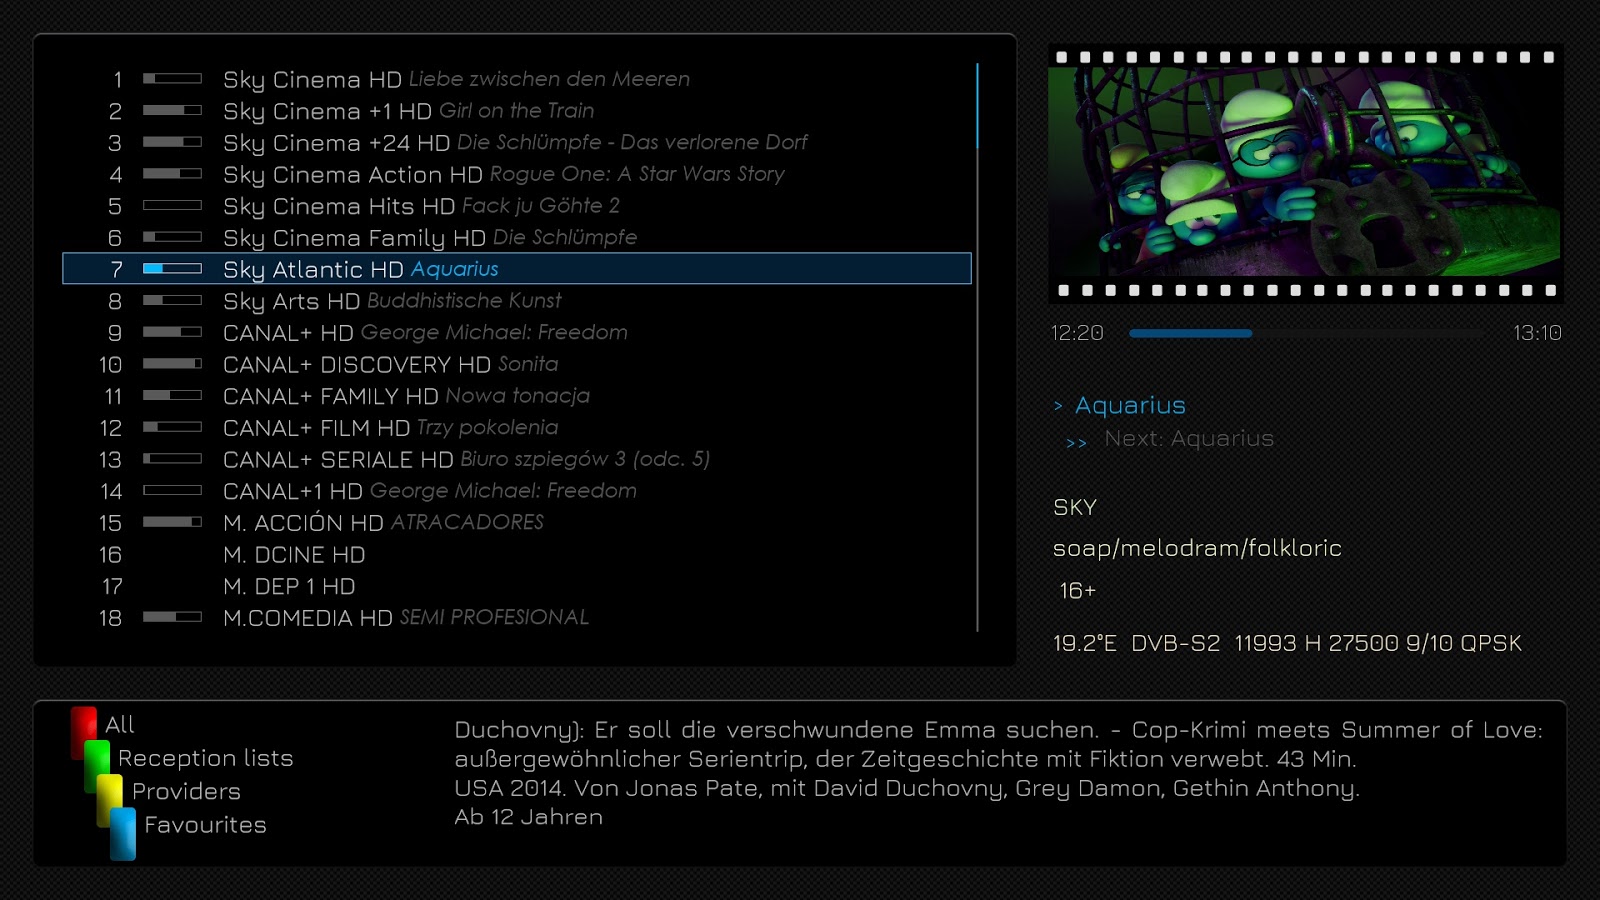 1 Sky Cinema HD Liebe zwischen den Meeren
2 Sky Cinema +1 HD Girl on the Train
3 Sky Cinema +24 HD Die Schlümpfe - Das verlorene Dorf
4 Sky Cinema Action HD Rogue One: A Star Wars Story
5 Sky Cinema Hits HD Fack ju Göhte 2
6 Sky Cinema Family HD Die Schlümpfe
7 Sky Atlantic HD Aquarius
8 Sky Arts HD Buddhistische Kunst
9 CANAL+ HD George Michael: Freedom
10 CANAL+ DISCOVERY HD Sonita
11 CANAL+ FAMILY HD Nowa tonacja
12 CANAL+ FILM HD Trzy pokolenia
13 CANAL+ SERIALE HD Biuro szpiegów 3 (odc. 5)
14 CANAL+1 HD George Michael: Freedom
15 M. ACCIÓN HD ATRACADORES
16 M. DCINE HD
17 M. DEP 1 HD
18 M.COMEDIA HD SEMI PROFESIONAL
12:20 13:10
> Aquarius
>> Next: Aquarius
SKY
soap/melodram/folkloric
16+
19.2°E DVB-S2 11993 H 27500 9/10 QPSK
All
Reception lists
Providers
Favourites
Duchovny): Er soll die verschwundene Emma suchen. - Cop-Krimi meets Summer of Love:
außergewöhnlicher Serientrip, der Zeitgeschichte mit Fiktion verwebt. 43 Min.
USA 2014. Von Jonas Pate, mit David Duchovny, Grey Damon, Gethin Anthony.
Ab 12 Jahren